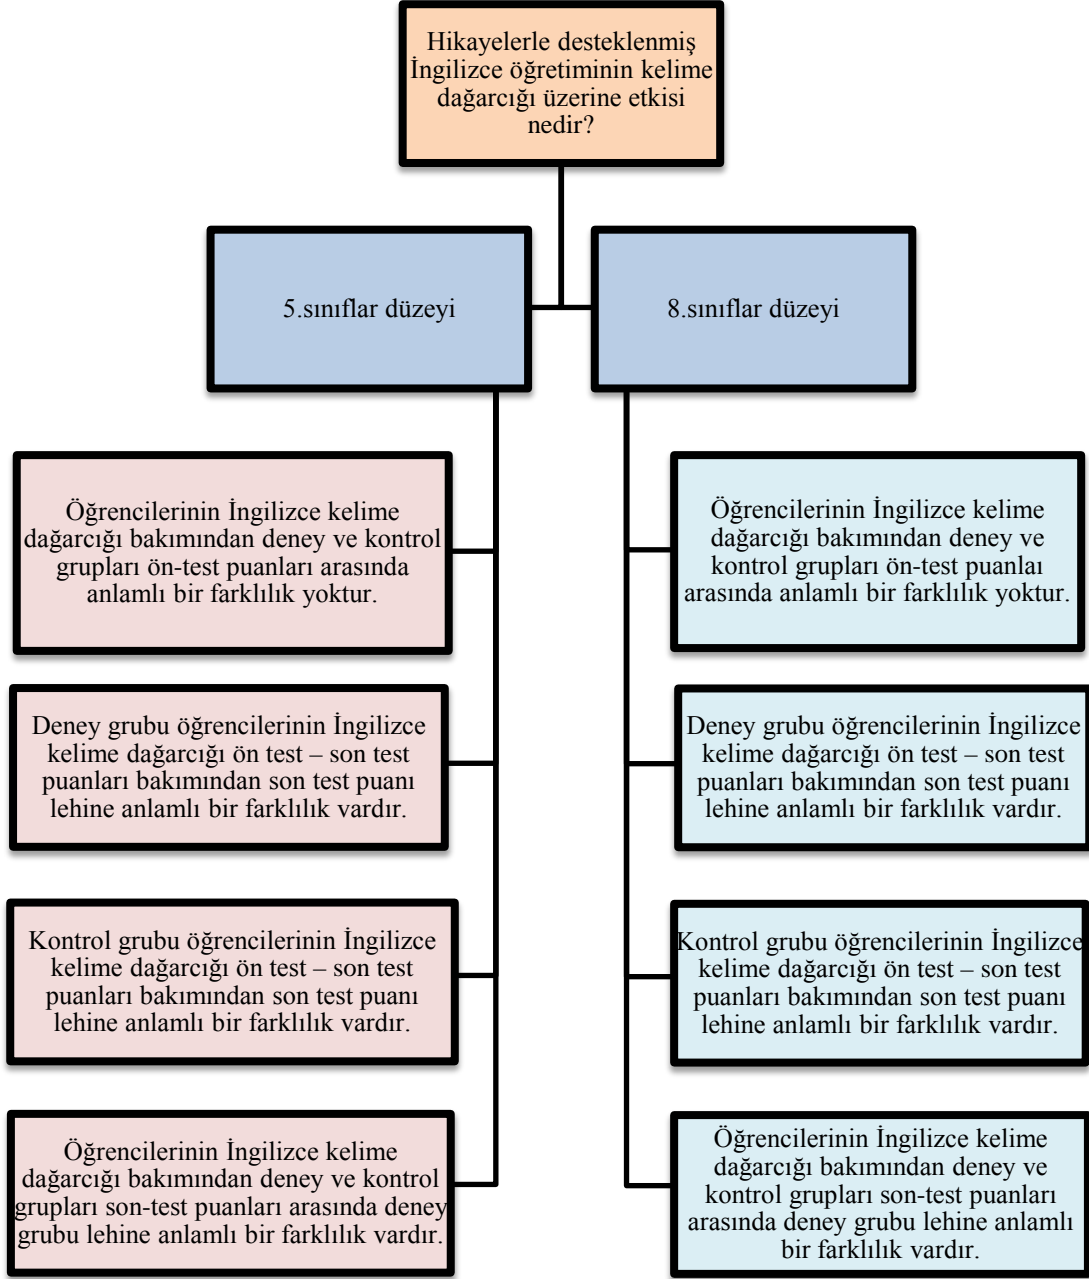 Hikayelerle desteklenmiş
İngilizce öğretiminin kelime
dağarcığı üzerine etkisi
nedir?
5.sınıflar düzeyi
8.sınıflar düzeyi
Öğrencilerinin İngilizce kelime
dağarcığı bakımından deney ve kontrol
grupları ön-test puanları arasında
anlamlı bir farklılık yoktur.
Deney grubu öğrencilerinin İngilizce
kelime dağarcığı ön test – son test
puanları bakımından son test puanı
lehine anlamlı bir farklılık vardır.
Kontrol grubu öğrencilerinin İngilizce
kelime dağarcığı ön test – son test
puanları bakımından son test puanı
lehine anlamlı bir farklılık vardır.
Öğrencilerinin İngilizce kelime
dağarcığı bakımından deney ve kontrol
grupları son-test puanları arasında deney
grubu lehine anlamlı bir farklılık vardır.
Öğrencilerinin İngilizce kelime
dağarcığı bakımından deney ve
kontrol grupları ön-test puanlaı
arasında anlamlı bir farklılık yoktur.
Deney grubu öğrencilerinin İngilizce
kelime dağarcığı ön test – son test
puanları bakımından son test puanı
lehine anlamlı bir farklılık vardır.
Kontrol grubu öğrencilerinin İngilizce
kelime dağarcığı ön test – son test
puanları bakımından son test puanı
lehine anlamlı bir farklılık vardır.
Öğrencilerinin İngilizce kelime
dağarcığı bakımından deney ve
kontrol grupları son-test puanları
arasında deney grubu lehine anlamlı
bir farklılık vardır.